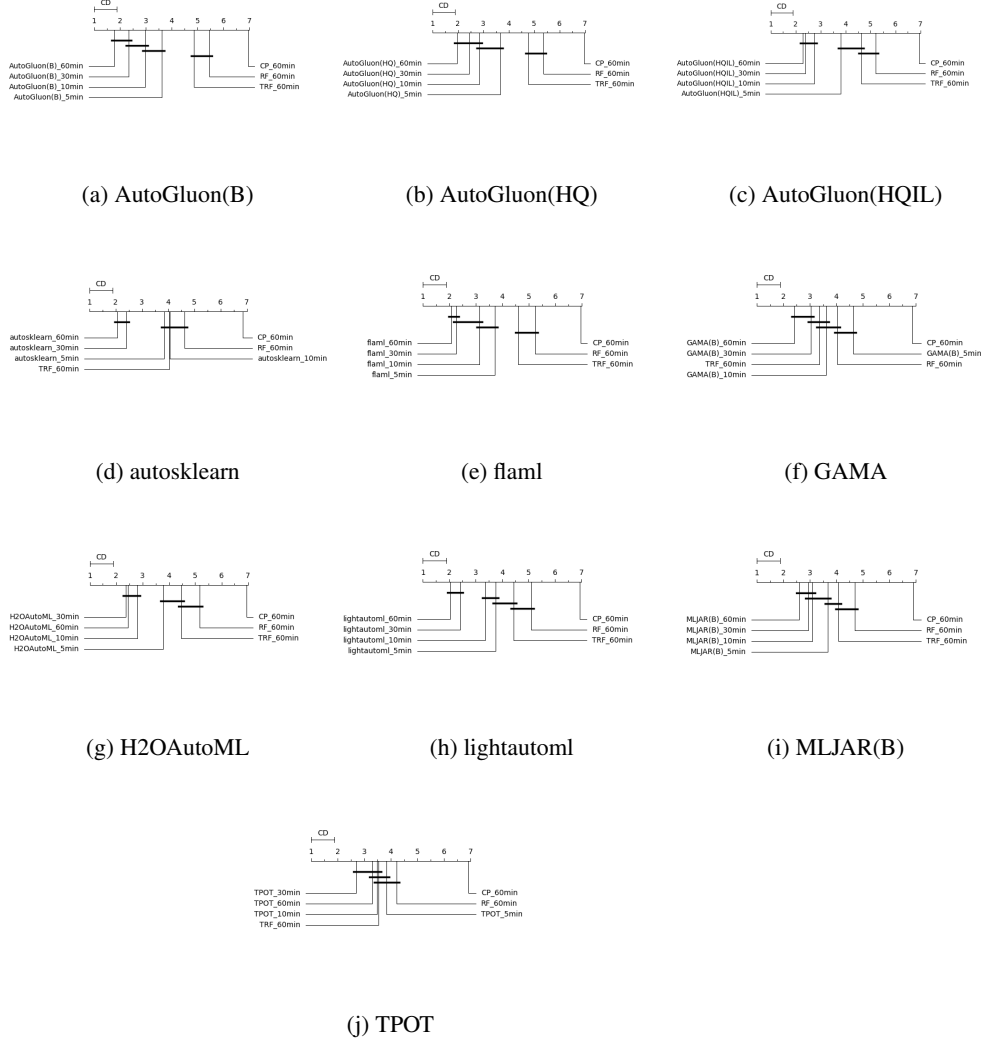 CD
1 2 3 4 5 6 7
AutoGluon(B)_60min CP_60min
AutoGluon(B)_30min RF_60min
AutoGluon(B)_10min TRF_60min
AutoGluon(B)_5min
(a) AutoGluon(B)
CD
1 2 3 4 5 6 7
AutoGluon(HQ)_60min CP_60min
AutoGluon(HQ)_30min RF_60min
AutoGluon(HQ)_10min TRF_60min
AutoGluon(HQ)_5min
(b) AutoGluon(HQ)
CD
1 2 3 4 5 6 7
AutoGluon(HQIL)_60min CP_60min
AutoGluon(HQIL)_30min RF_60min
AutoGluon(HQIL)_10min TRF_60min
AutoGluon(HQIL)_5min
(c) AutoGluon(HQIL)
CD
1 2 3 4 5 6 7
autosklearn_60min CP_60min
autosklearn_30min RF_60min
autosklearn_5min autosklearn_10min
TRF_60min
(d) autosklearn
CD
1 2 3 4 5 6 7
flaml_60min CP_60min
flaml_30min RF_60min
flaml_10min TRF_60min
flaml_5min
(e) flaml
CD
1 2 3 4 5 6 7
GAMA(B)_60min CP_60min
GAMA(B)_30min GAMA(B)_5min
TRF_60min RF_60min
GAMA(B)_10min
(f) GAMA
CD
1 2 3 4 5 6 7
H2OAutoML_30min CP_60min
H2OAutoML_60min RF_60min
H2OAutoML_10min TRF_60min
H2OAutoML_5min
(g) H2OAutoML
CD
1 2 3 4 5 6 7
lightautoml_60min CP_60min
lightautoml_30min RF_60min
lightautoml_10min TRF_60min
lightautoml_5min
(h) lightautoml
CD
1 2 3 4 5 6 7
MLJAR(B)_60min CP_60min
MLJAR(B)_30min RF_60min
MLJAR(B)_10min TRF_60min
MLJAR(B)_5min
(i) MLJAR(B)
CD
1 2 3 4 5 6 7
TPOT_30min CP_60min
TPOT_60min RF_60min
TPOT_10min TPOT_5min
TRF_60min
(j) TPOT